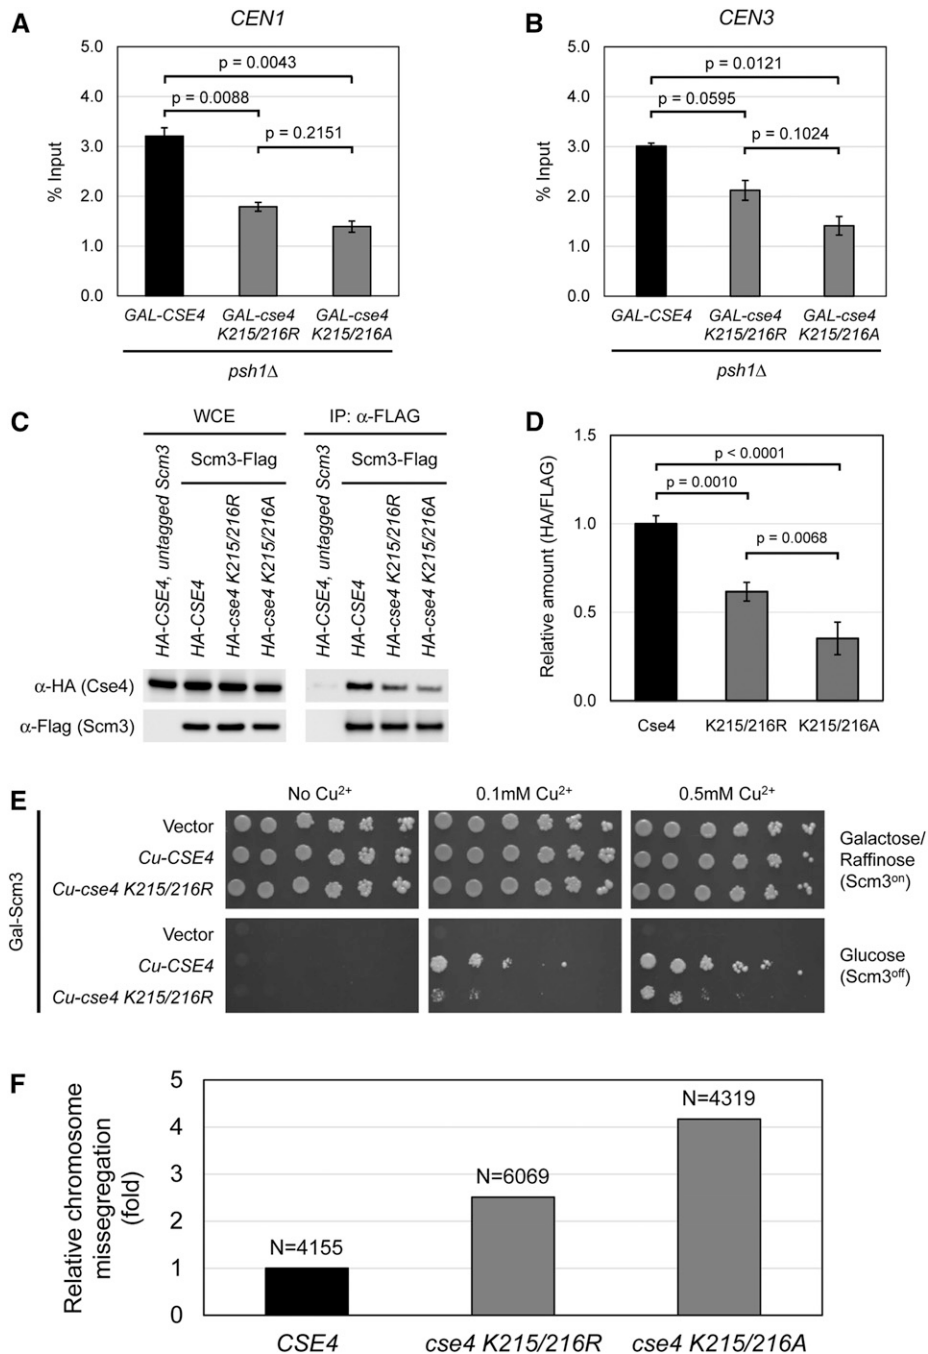 A
CEN1
5.0
4.0
3.0
2.0
1.0
0.0
% Input
p = 0.0043
p = 0.0088
p = 0.2151
GAL-CSE4
GAL-cse4
K215/216R
GAL-cse4
K215/216A
psh1Δ
B
CEN3
5.0
4.0
3.0
2.0
1.0
0.0
% Input
p = 0.0121
p = 0.0595
p = 0.1024
GAL-CSE4
GAL-cse4
K215/216R
GAL-cse4
K215/216A
psh1Δ
C
WCE
IP: α-FLAG
Scm3-Flag
Scm3-Flag
HA-CSE4, untagged Scm3
HA-CSE4
HA-cse4 K215/216R
HA-cse4 K215/216A
HA-CSE4, untagged Scm3
HA-CSE4
HA-cse4 K215/216R
HA-cse4 K215/216A
α-HA (Cse4)
α-Flag (Scm3)
D
1.5
1.0
0.5
0.0
Relative amount (HA/FLAG)
p < 0.0001
p = 0.0010
p = 0.0068
Cse4
K215/216R
K215/216A
E
No Cu²⁺
0.1mM Cu²⁺
0.5mM Cu²⁺
Gal-Scm3
Vector
Cu-CSE4
Cu-cse4 K215/216R
Galactose/
Raffinose
(Scm3ᵒⁿ)
Vector
Cu-CSE4
Cu-cse4 K215/216R
Glucose
(Scm3ᵒᶠᶠ)
F
Relative chromosome
missegregation
(fold)
5
4
3
2
1
0
N=4155
N=6069
N=4319
CSE4
cse4 K215/216R
cse4 K215/216A